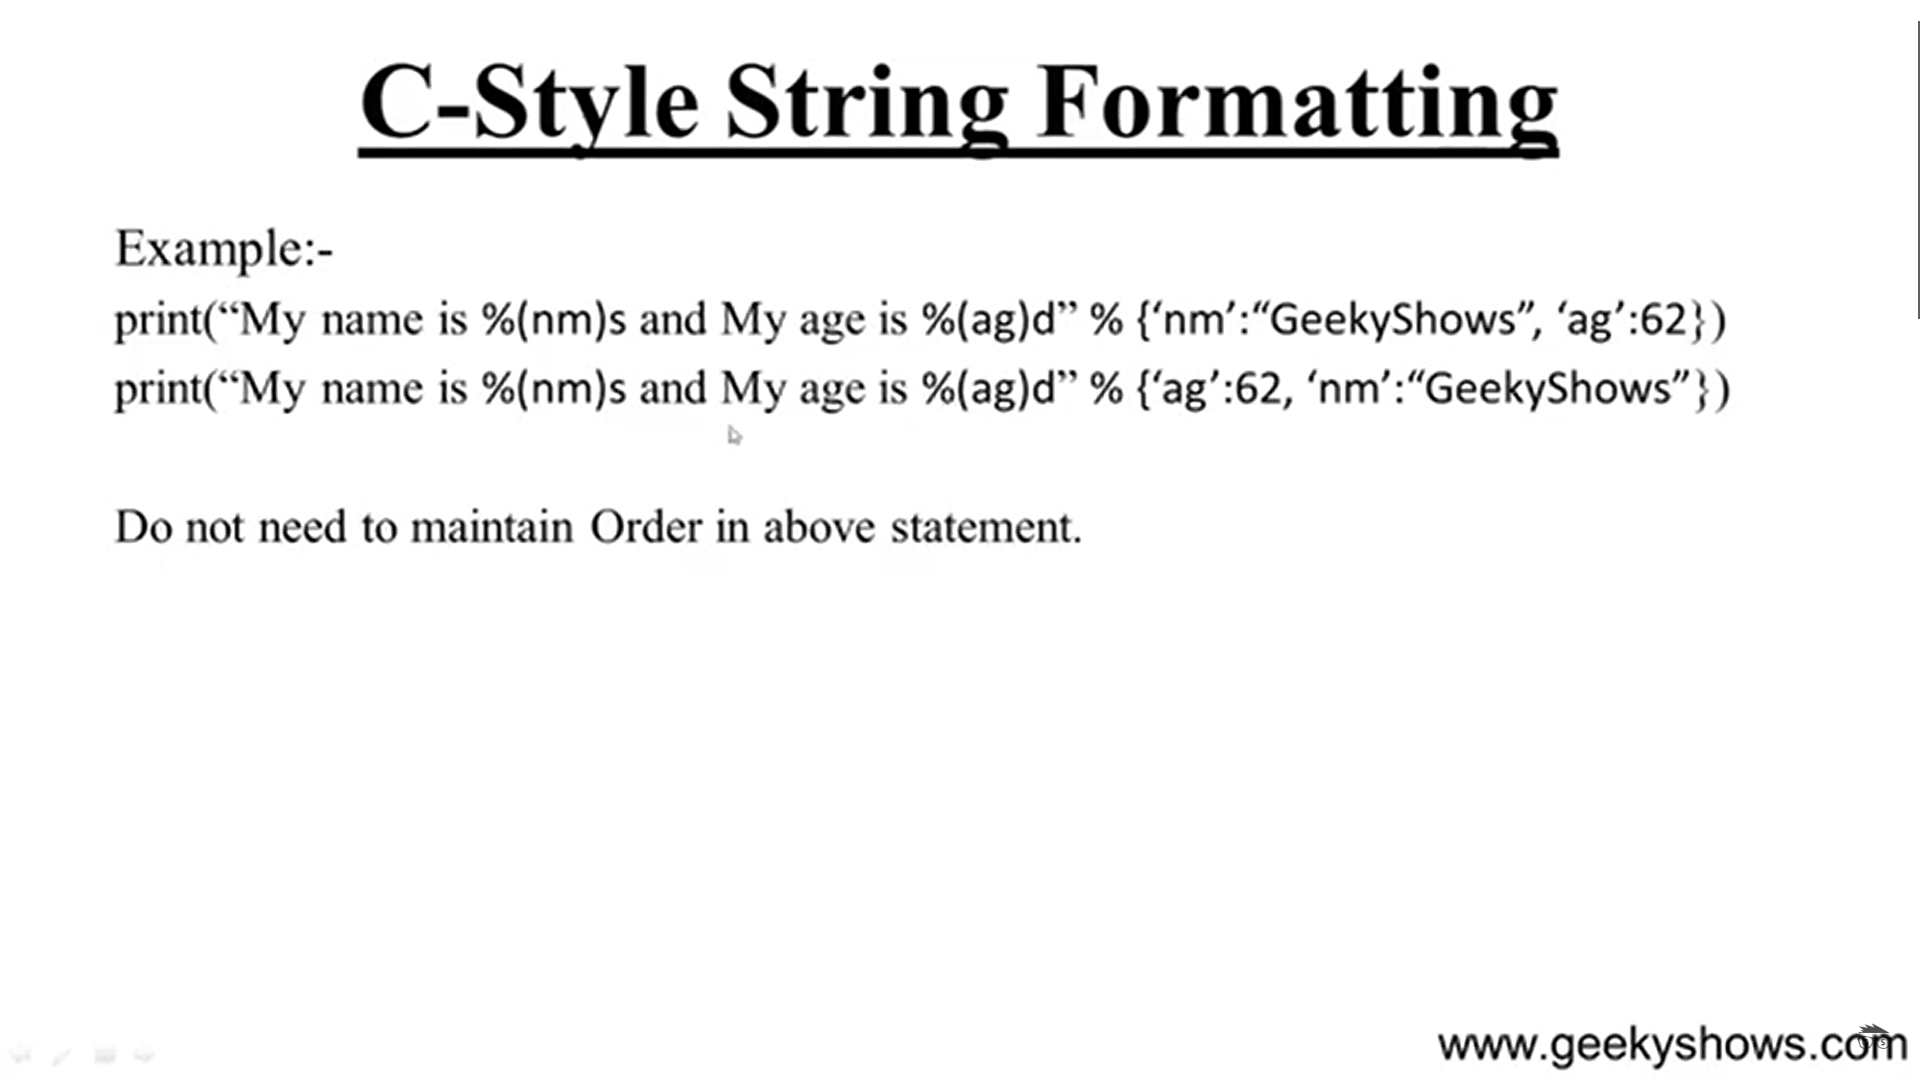 C-Style String Formatting
Example:-
print(“My name is %(nm)s and My age is %(ag)d” % {‘nm’:“GeekyShows”, ‘ag’:62})
print(“My name is %(nm)s and My age is %(ag)d” % {‘ag’:62, ‘nm’:“GeekyShows”})
Do not need to maintain Order in above statement.
www.geekyshows.com